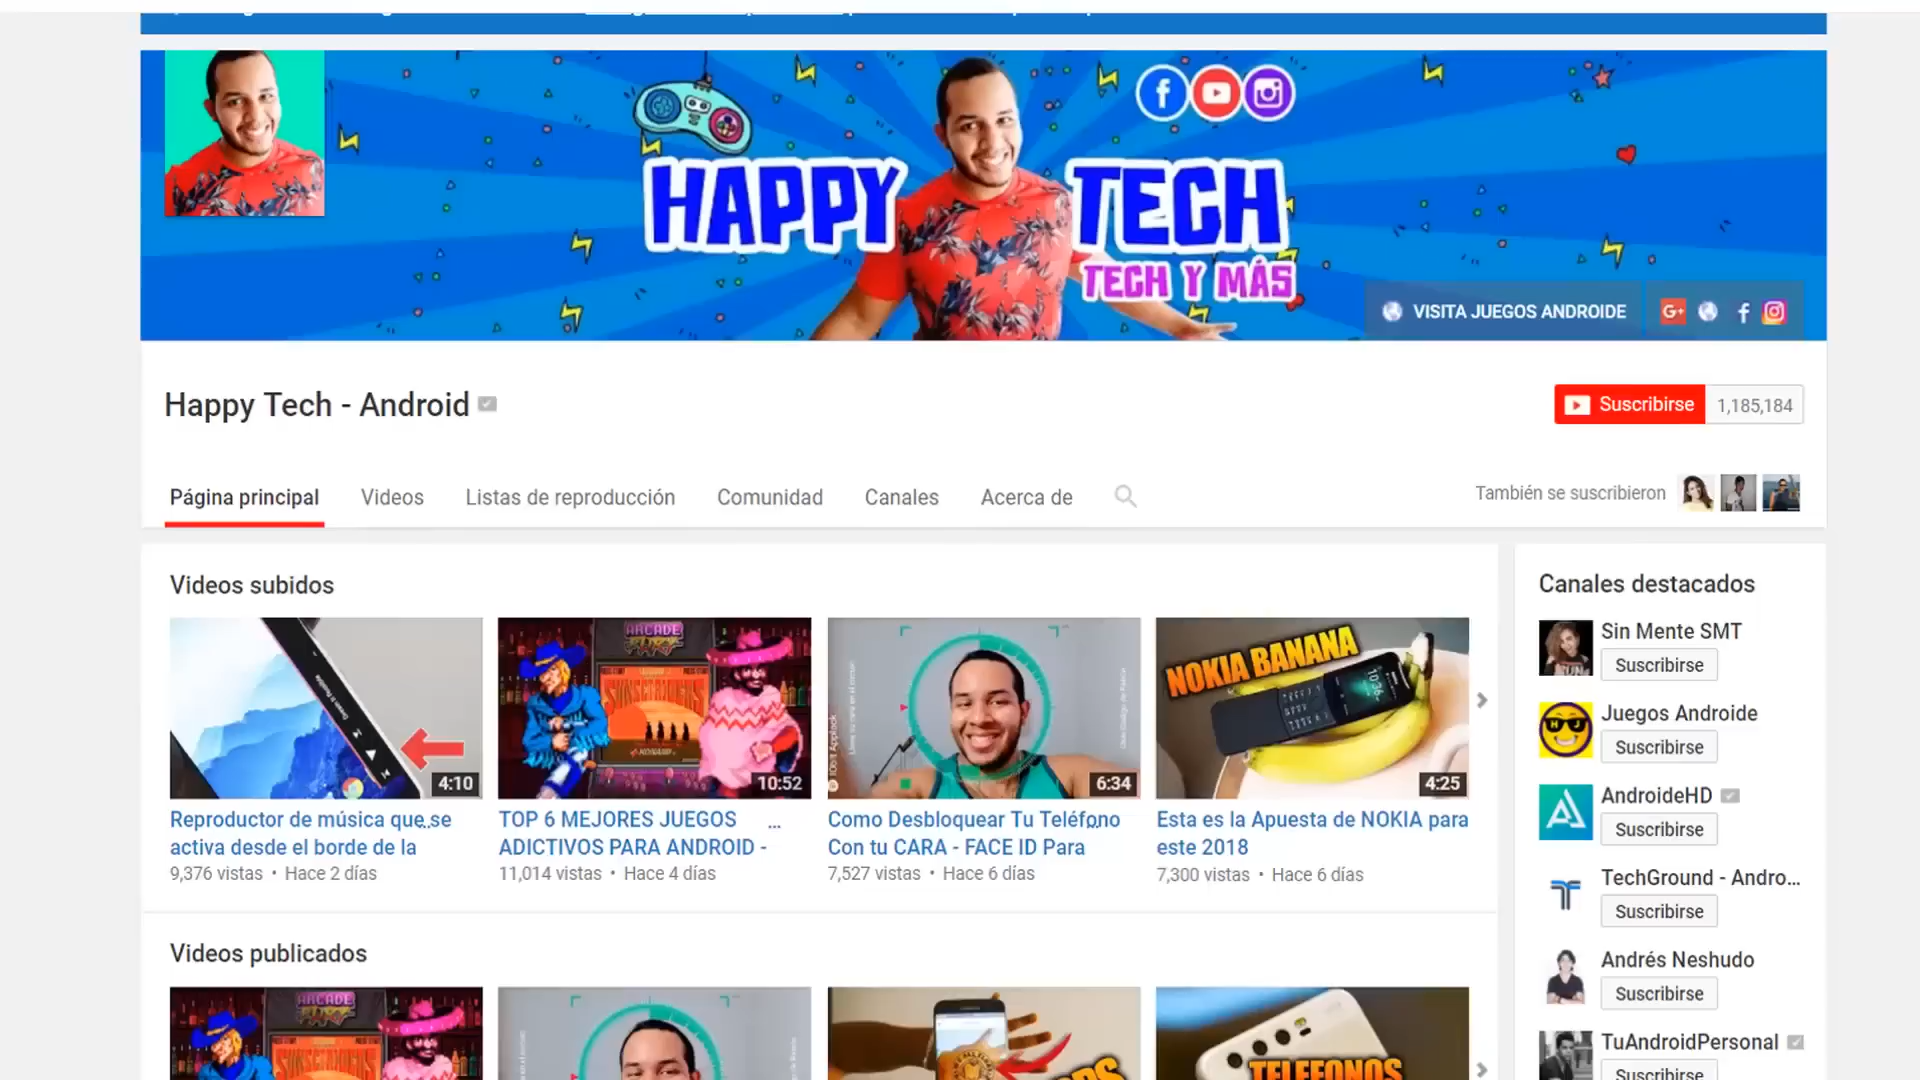 HAPPY TECH
TECH Y MÁS
VISITA JUEGOS ANDROIDE
Happy Tech - Android
Suscribirse 1,185,184
Página principal Videos Listas de reproducción Comunidad Canales Acerca de
También se suscribieron
Videos subidos
4:10
ARCADE
SUNSETRIDERS
KONAMI
10:52
6:34
NOKIA BANANA
4:25
Reproductor de música que se
activa desde el borde de la
9,376 vistas • Hace 2 días
TOP 6 MEJORES JUEGOS ...
ADICTIVOS PARA ANDROID -
11,014 vistas • Hace 4 días
Como Desbloquear Tu Teléfono
Con tu CARA - FACE ID Para
7,527 vistas • Hace 6 días
Esta es la Apuesta de NOKIA para
este 2018
7,300 vistas • Hace 6 días
Videos publicados
ARCADE
TELEFONOS
Canales destacados
Sin Mente SMT
Suscribirse
Juegos Androide
Suscribirse
AndroideHD
Suscribirse
TechGround - Andro...
Suscribirse
Andrés Neshudo
Suscribirse
TuAndroidPersonal
Suscribirse